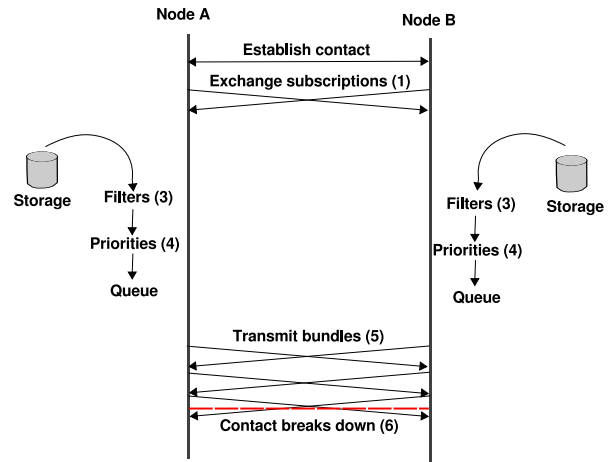 Node A
Node B
Establish contact
Exchange subscriptions (1)
Storage
Filters (3)
Priorities (4)
Queue
Storage
Filters (3)
Priorities (4)
Queue
Transmit bundles (5)
Contact breaks down (6)